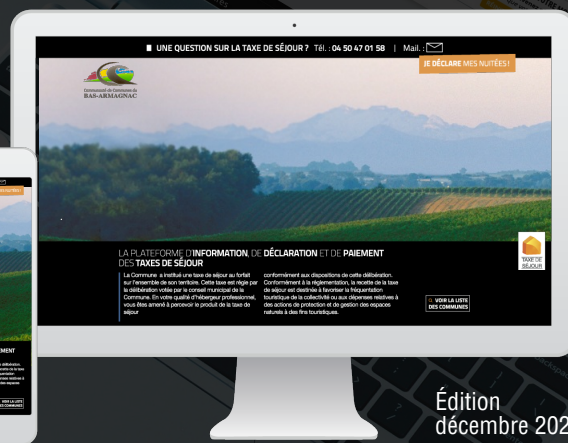 UNE QUESTION SUR LA TAXE DE SÉJOUR ? Tél. : 04 50 47 01 58 | Mail. :
JE DÉCLARE MES NUITÉES !
Communauté de Communes du
BAS-ARMAGNAC
LA PLATEFORME D'INFORMATION, DE DÉCLARATION ET DE PAIEMENT
DES TAXES DE SÉJOUR
La Commune a institué une taxe de séjour au forfait
sur l'ensemble de son territoire. Cette taxe est régie par
la délibération votée par le conseil municipal de la
Commune. En votre qualité d'hébergeur professionnel,
vous êtes amené à percevoir le produit de la taxe de
séjour
conformément aux dispositions de cette délibération.
Conformément à la réglementation, la recette de la taxe
de séjour est destinée à favoriser la fréquentation
touristique de la collectivité ou aux dépenses relatives à
des actions de protection et de gestion des espaces
naturels à des fins touristiques.
TAXE DE
SÉJOUR
VOIR LA LISTE
DES COMMUNES
VOIR LA LISTE
DES COMMUNES
Édition
décembre 202